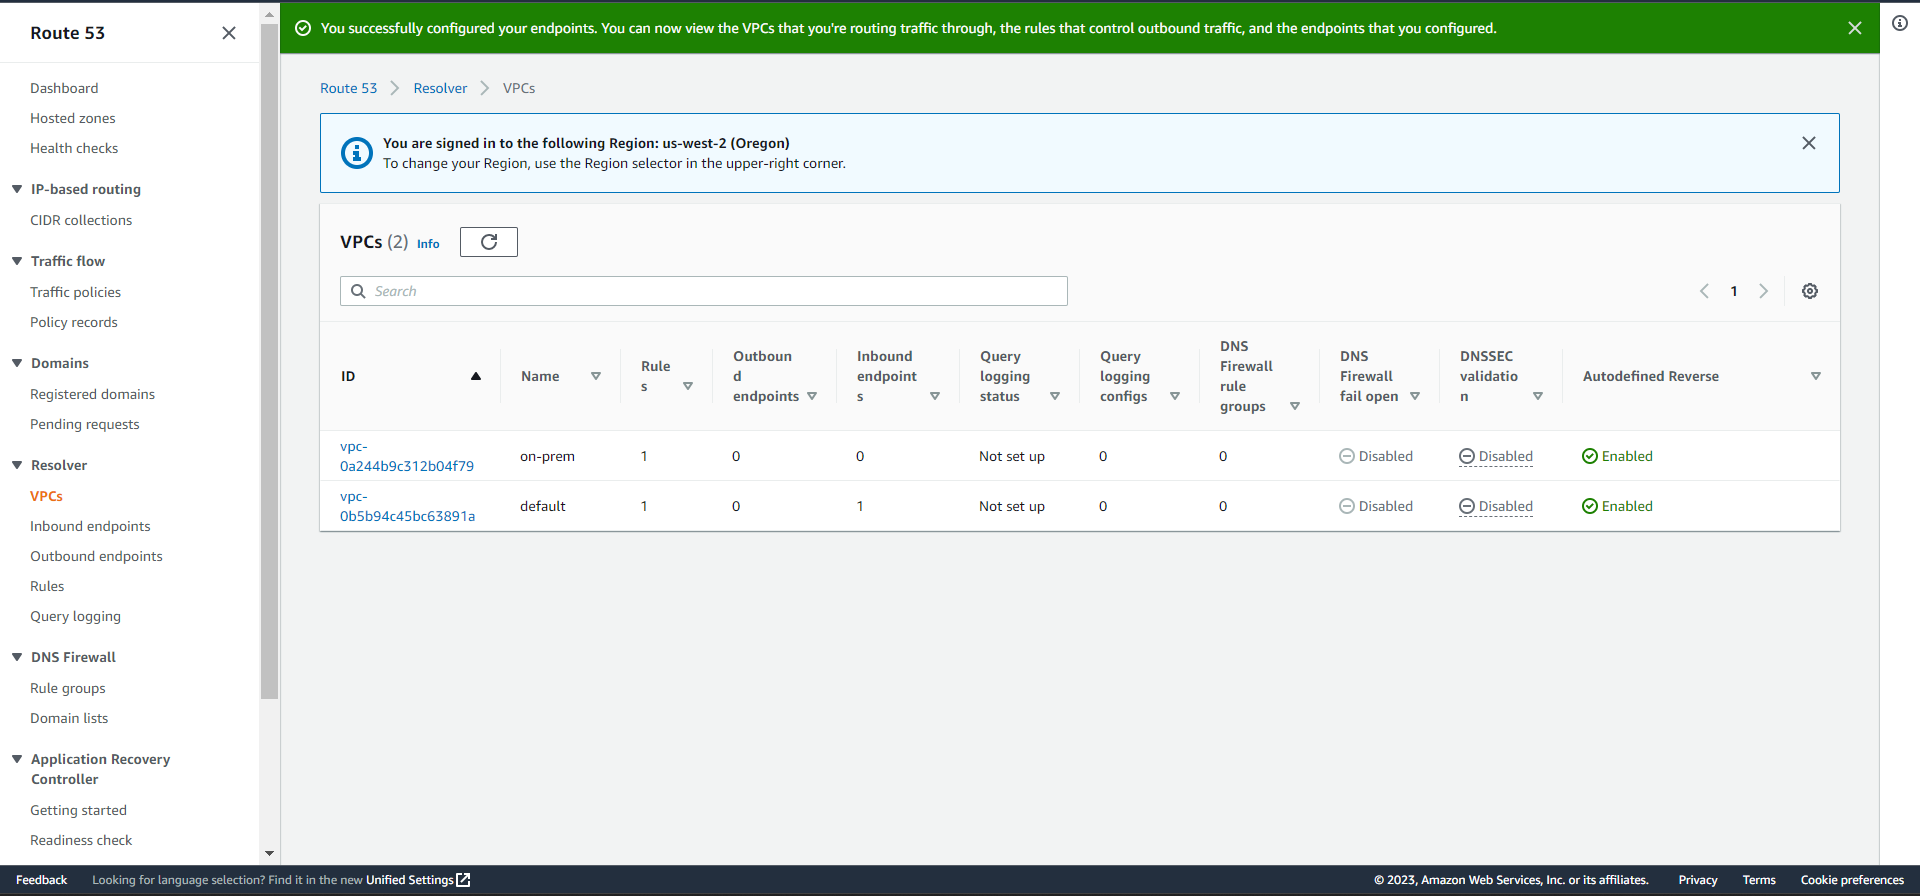 Route 53
Dashboard
Hosted zones
Health checks
IP-based routing
CIDR collections
Traffic flow
Traffic policies
Policy records
Domains
Registered domains
Pending requests
Resolver
VPCs
Inbound endpoints
Outbound endpoints
Rules
Query logging
DNS Firewall
Rule groups
Domain lists
Application Recovery
Controller
Getting started
Readiness check
You successfully configured your endpoints. You can now view the VPCs that you're routing traffic through, the rules that control outbound traffic, and the endpoints that you configured.
Route 53 Resolver VPCs
You are signed in to the following Region: us-west-2 (Oregon)
To change your Region, use the Region selector in the upper-right corner.
VPCs (2) Info
Search
1
ID
Name
Rule
s
Outboun
d
endpoints
Inbound
endpoint
s
Query
logging
status
Query
logging
configs
DNS
Firewall
rule
groups
DNS
Firewall
fail open
DNSSEC
validatio
n
Autodefined Reverse
vpc-
0a244b9c312b04f79
on-prem 1 0 0 Not set up 0 0 Disabled Disabled Enabled
vpc-
0b5b94c45bc63891a
default 1 0 1 Not set up 0 0 Disabled Disabled Enabled
Feedback Looking for language selection? Find it in the new Unified Settings © 2023, Amazon Web Services, Inc. or its affiliates. Privacy Terms Cookie preferences